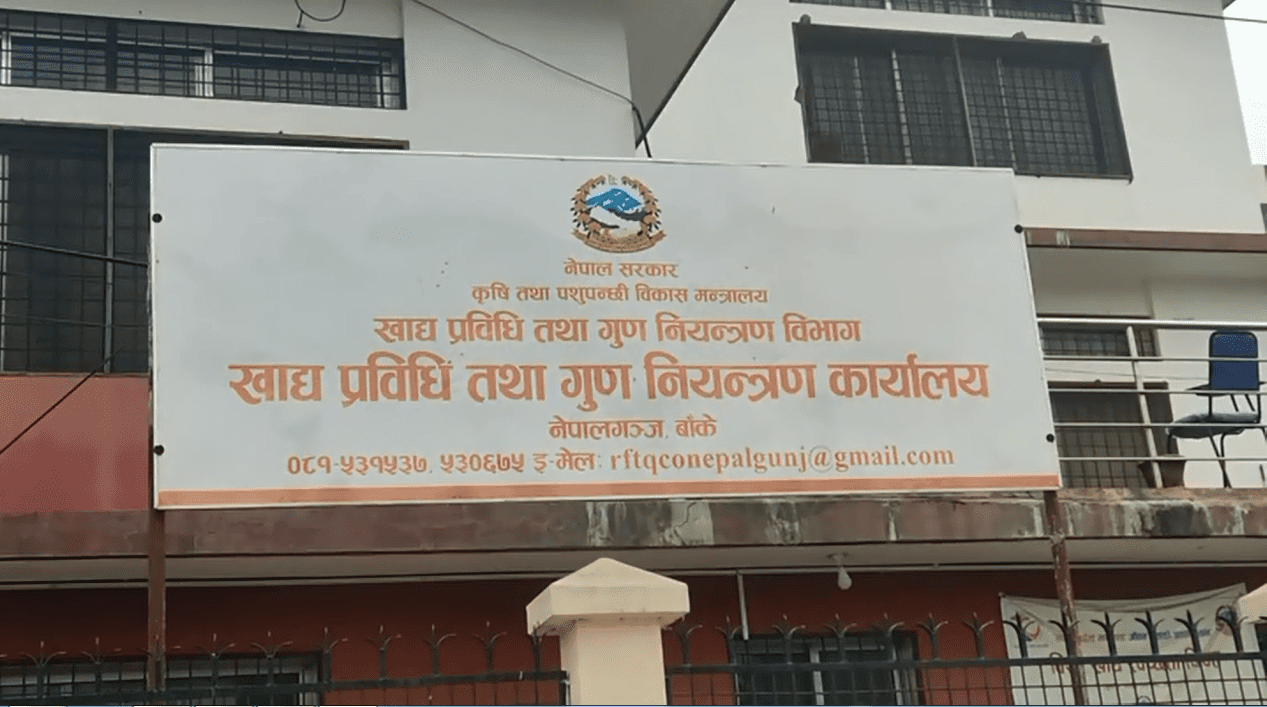 नेपाल सरकार
कृषि तथा पशुपन्छी विकास मन्त्रालय
खाद्य प्रविधि तथा गुण नियन्त्रण विभाग
खाद्य प्रविधि तथा गुण नियन्त्रण कार्यालय
नेपालगञ्ज, बाँके
०८१-५३१५३७, ५३०६७५ इ-मेल: rftqconepalgunj@gmail.com